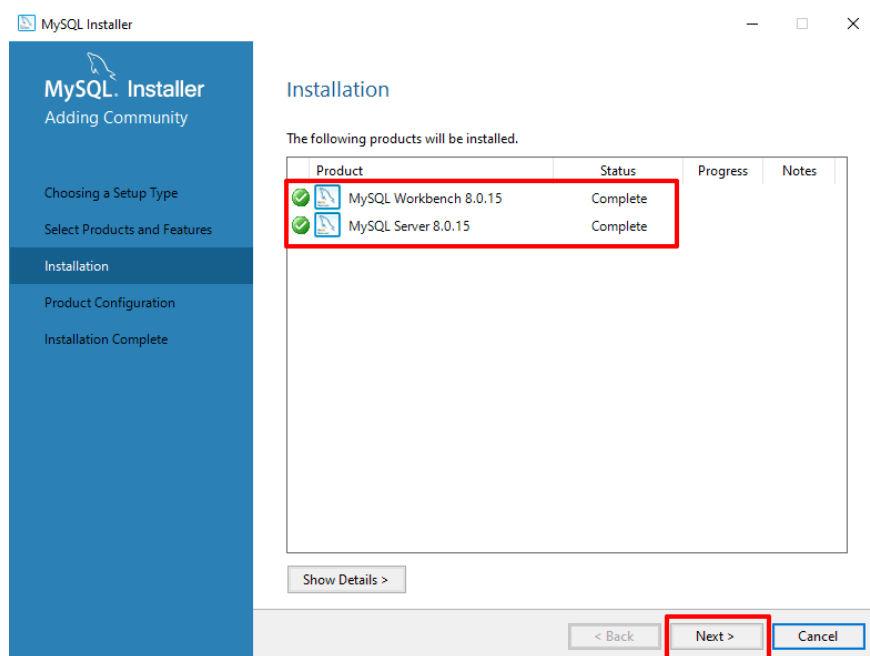 MySQL Installer
MySQL. Installer
Adding Community
Choosing a Setup Type
Select Products and Features
Installation
Product Configuration
Installation Complete
Installation
The following products will be installed.
Product Status Progress Notes
MySQL Workbench 8.0.15 Complete
MySQL Server 8.0.15 Complete
Show Details >
< Back Next > Cancel